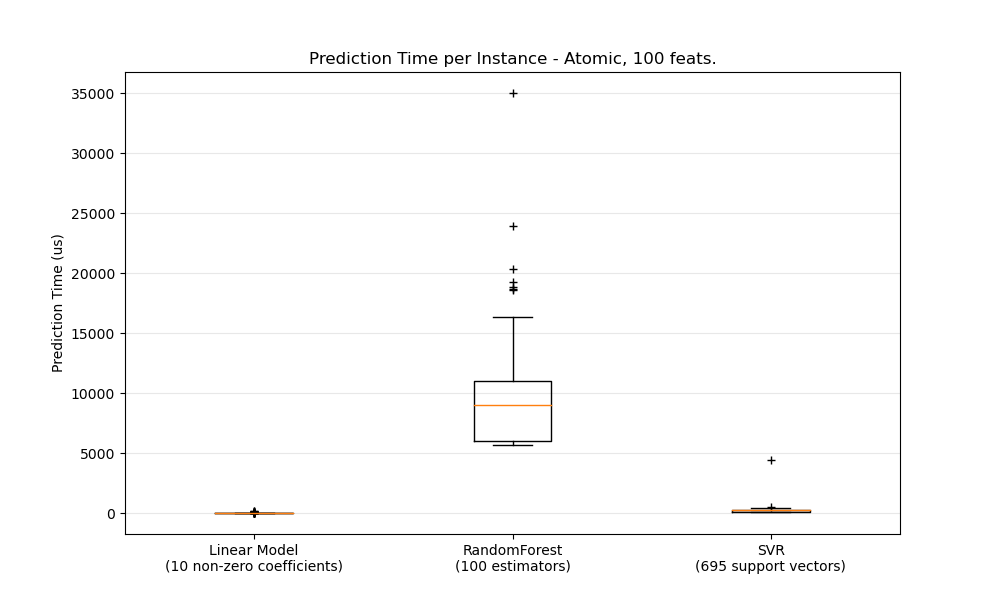 Prediction Time per Instance - Atomic, 100 feats.
Prediction Time (us)
35000
30000
25000
20000
15000
10000
5000
0
Linear Model
(10 non-zero coefficients)
RandomForest
(100 estimators)
SVR
(695 support vectors)